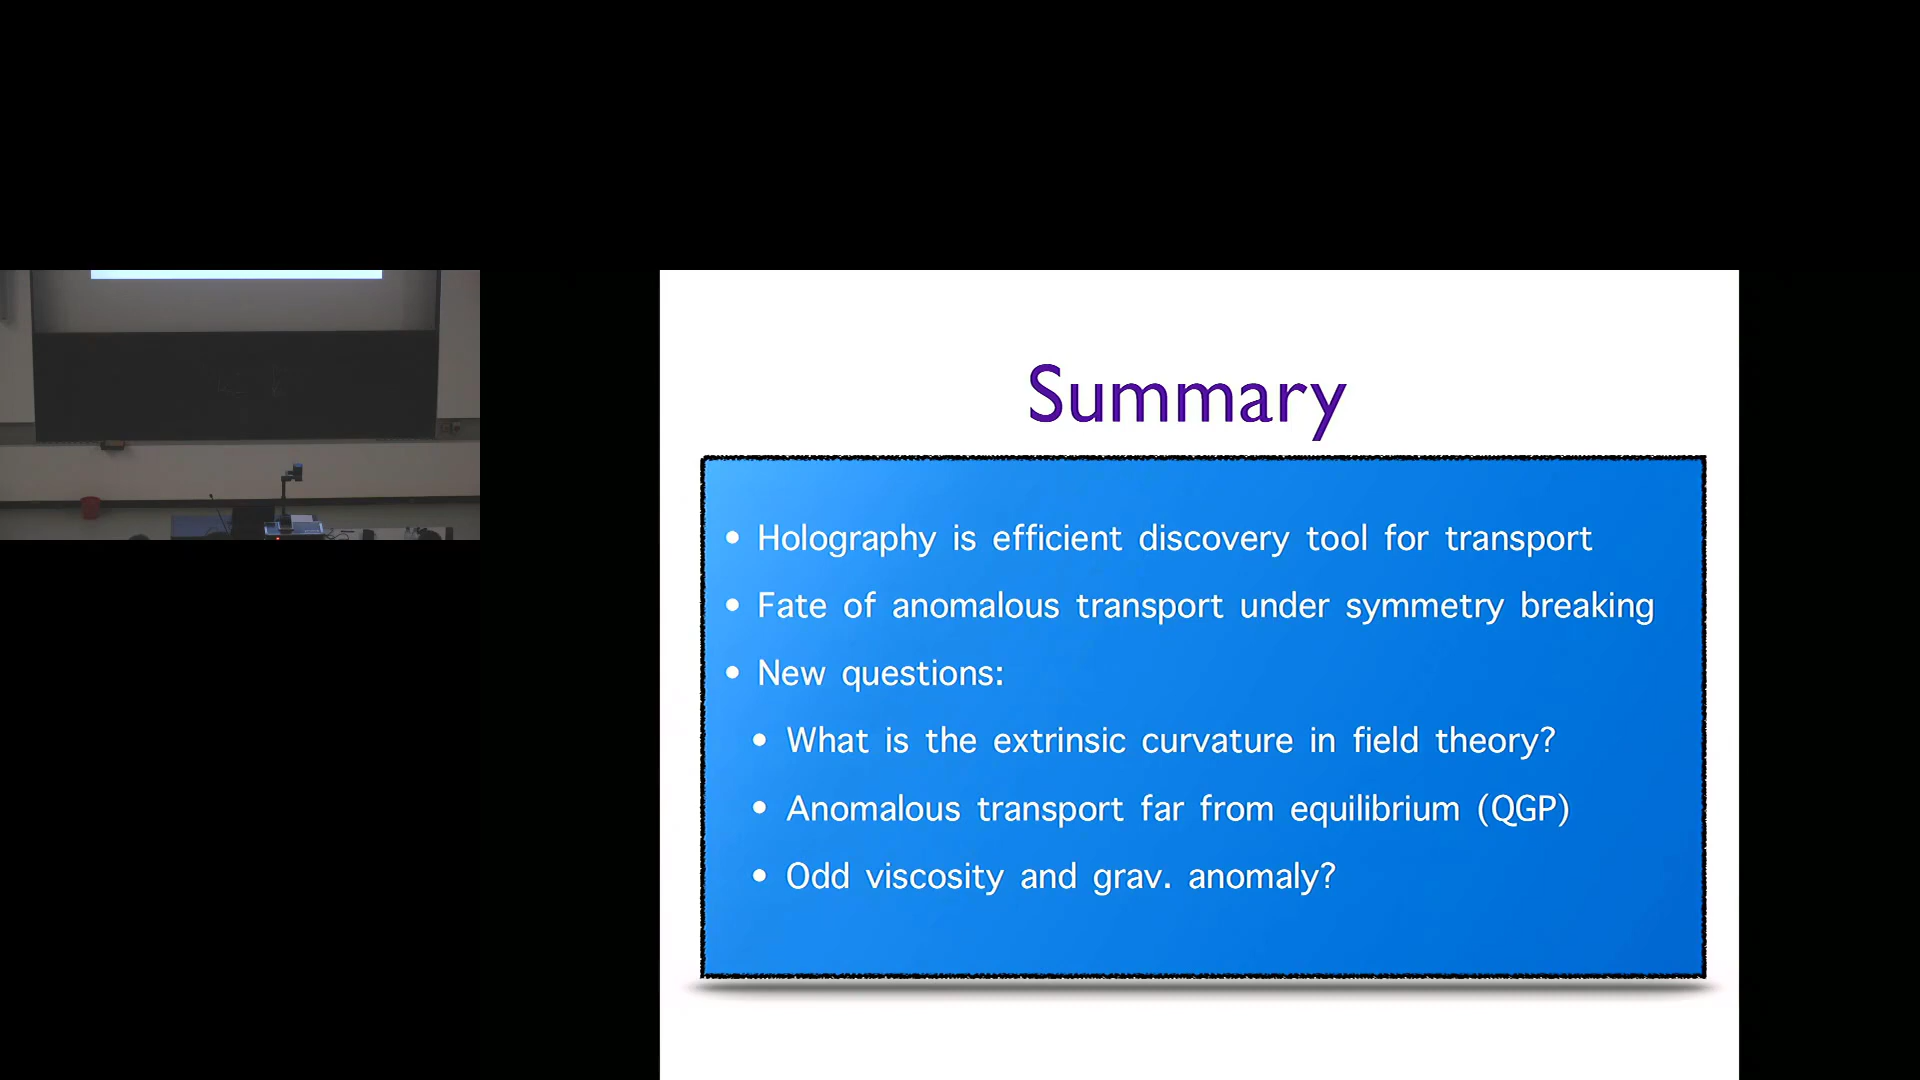 Summary
• Holography is efficient discovery tool for transport
• Fate of anomalous transport under symmetry breaking
• New questions:
• What is the extrinsic curvature in field theory?
• Anomalous transport far from equilibrium (QGP)
• Odd viscosity and grav. anomaly?